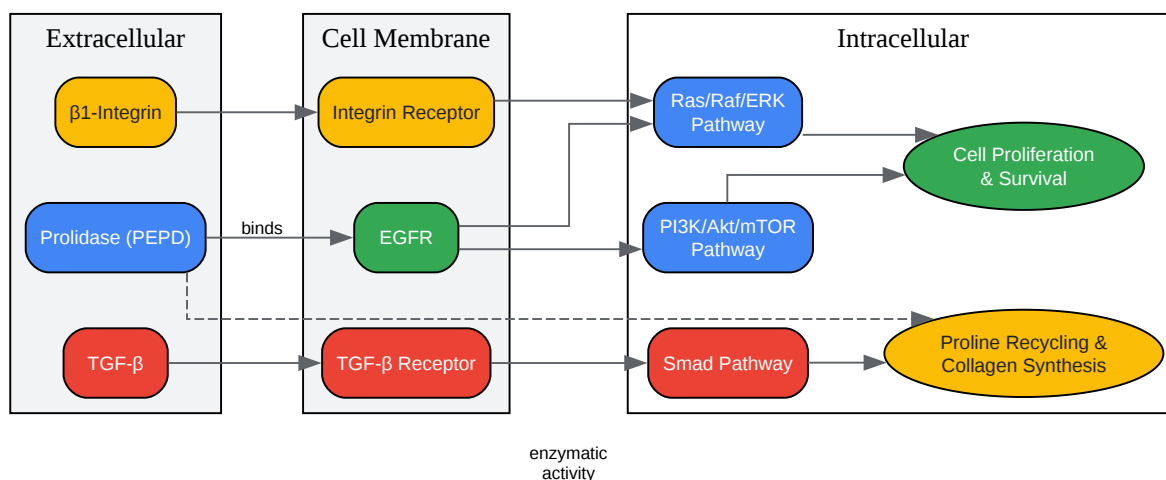 Extracellular
Cell Membrane
Intracellular
β1-Integrin
Integrin Receptor
Ras/Raf/ERK
Pathway
Cell Proliferation
& Survival
Prolidase (PEPD)
binds
EGFR
PI3K/Akt/mTOR
Pathway
TGF-β
TGF-β Receptor
Smad Pathway
Proline Recycling &
Collagen Synthesis
enzymatic
activity